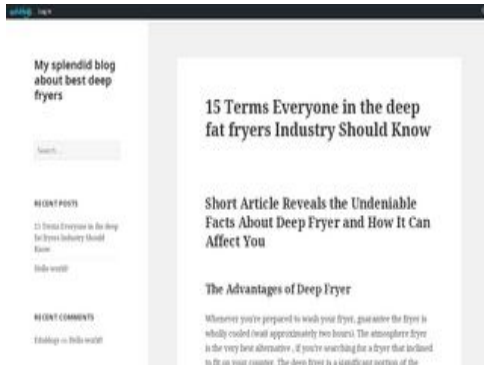 Log In
My splendid blog
about best deep
fryers
Search …
RECENT POSTS
15 Terms Everyone in the deep
fat fryers Industry Should
Know
Hello world!
RECENT COMMENTS
Edublogs on Hello world!
15 Terms Everyone in the deep
fat fryers Industry Should Know
Short Article Reveals the Undeniable
Facts About Deep Fryer and How It Can
Affect You
The Advantages of Deep Fryer
Whenever you're prepared to wash your fryer, guarantee the fryer is
wholly cooled (wait approximately two hours). The atmosphere fryer
is the very best alternative , if you're searching for a fryer that inclined
to fit on your counter. The deep fryer is a significant portion of the